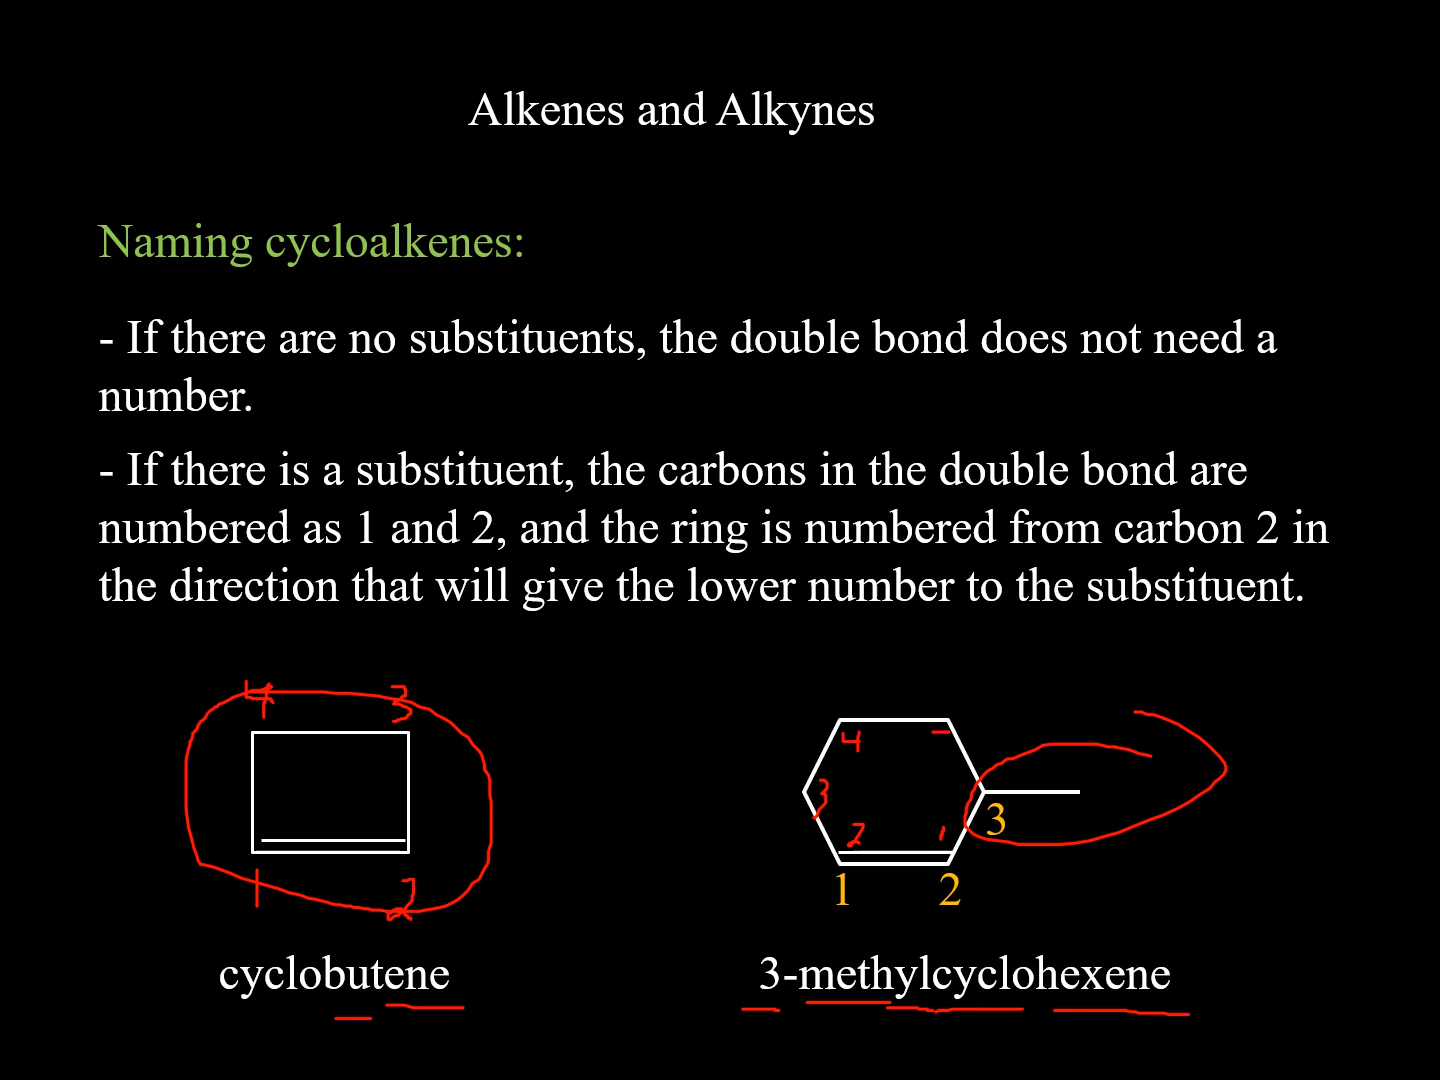 Alkenes and Alkynes
Naming cycloalkenes:
- If there are no substituents, the double bond does not need a
number.
- If there is a substituent, the carbons in the double bond are
numbered as 1 and 2, and the ring is numbered from carbon 2 in
the direction that will give the lower number to the substituent.
4 3
1 2
4
3 3
2 1
1 2
cyclobutene
3-methylcyclohexene